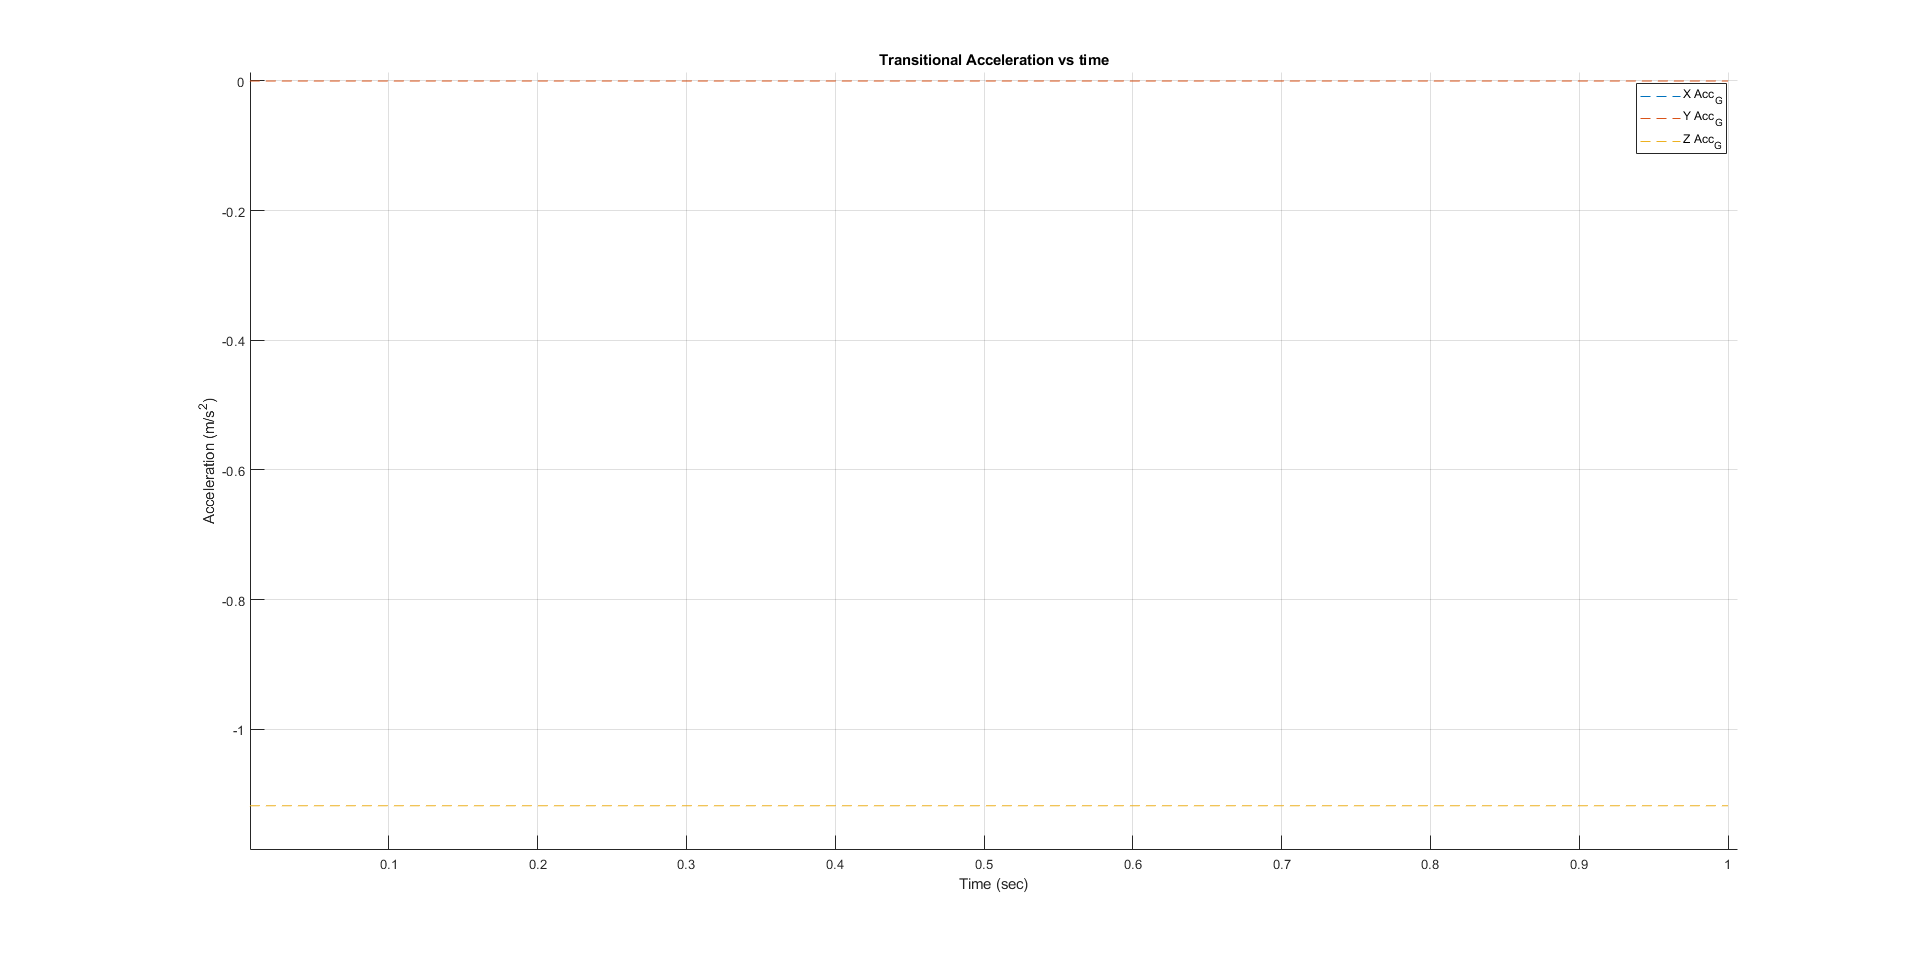 Transitional Acceleration vs time
0
-0.2
-0.4
-0.6
-0.8
-1
Acceleration (m/s2)
X AccG
Y AccG
Z AccG
0.1 0.2 0.3 0.4 0.5 0.6 0.7 0.8 0.9 1
Time (sec)